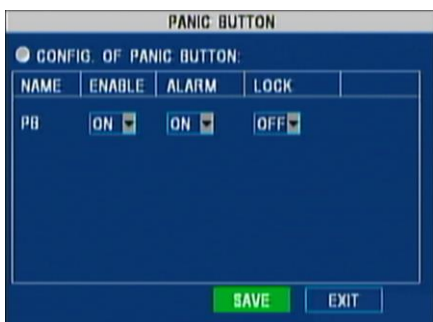 PANIC BUTTON
CONFIG. OF PANIC BUTTON:
NAME ENABLE ALARM LOCK
PB ON ON OFF
SAVE EXIT